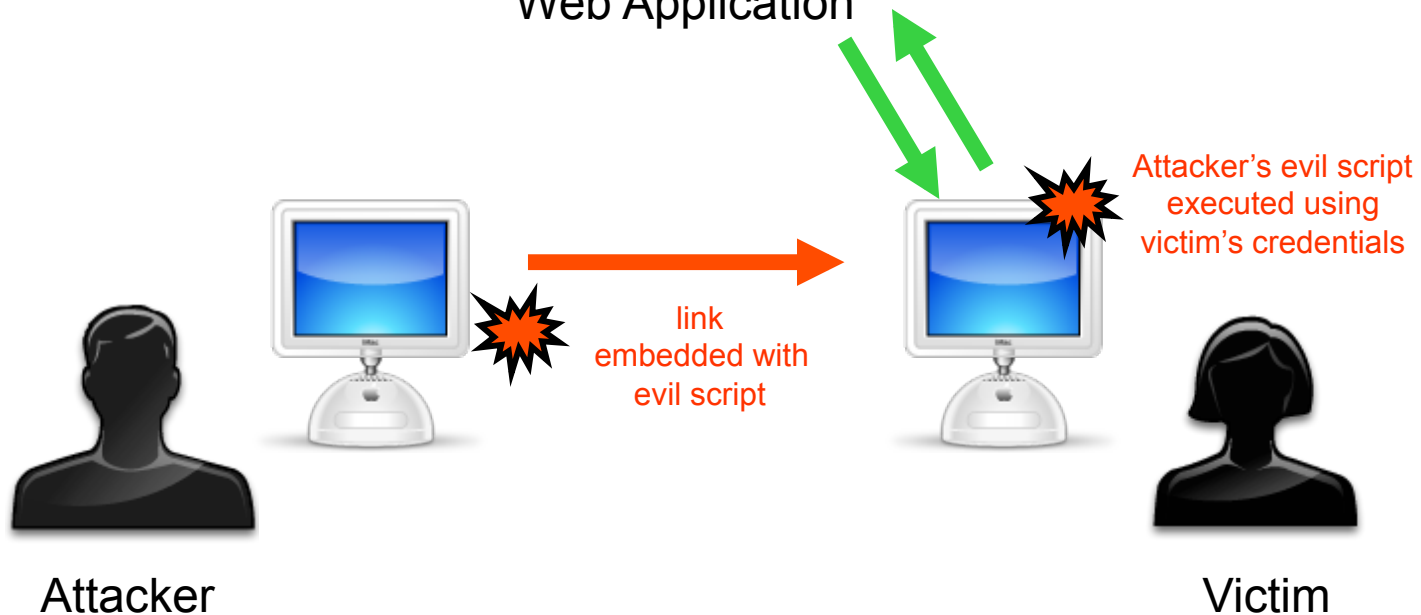 Web Application
Attacker's evil script
executed using
victim's credentials
link
embedded with
evil script
Attacker
Victim